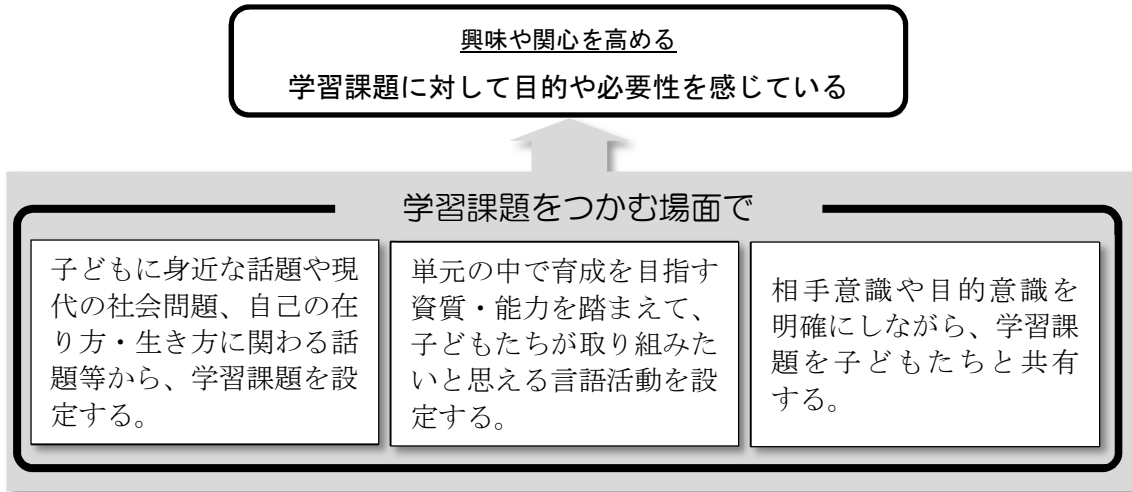 興味や関心を高める
学習課題に対して目的や必要性を感じている
学習課題をつかむ場面で
子どもに身近な話題や現
代の社会問題、自己の在
り方・生き方に関わる話
題等から、学習課題を設
定する。
単元の中で育成を目指す
資質・能力を踏まえて、
子どもたちが取り組みた
いと思える言語活動を設
定する。
相手意識や目的意識を
明確にしながら、学習課
題を子どもたちと共有
する。